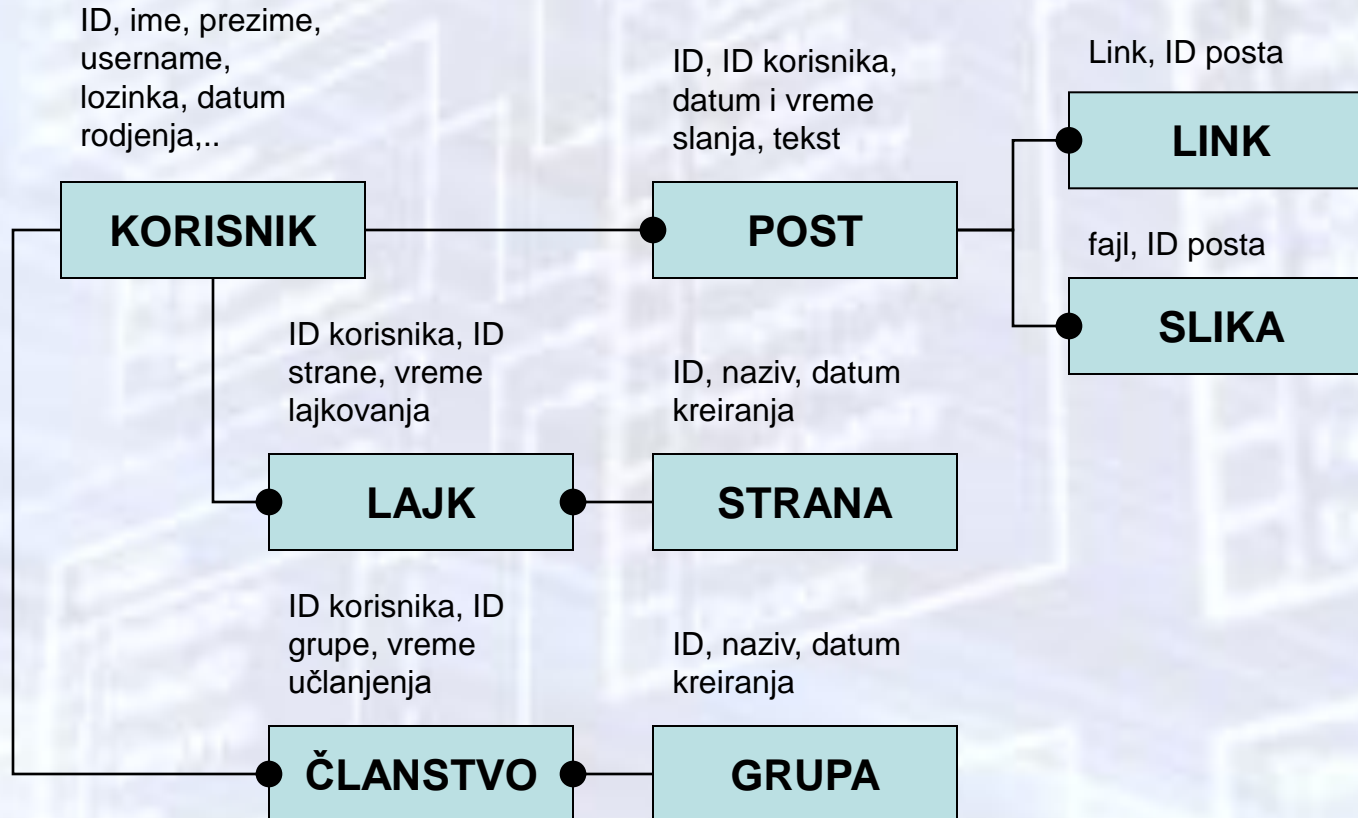 ID, ime, prezime,
username,
lozinka, datum
rodjenja,..
KORISNIK
ID, ID korisnika,
datum i vreme
slanja, tekst
POST
Link, ID posta
LINK
fajl, ID posta
SLIKA
ID korisnika, ID
strane, vreme
lajkovanja
LAJK
ID, naziv, datum
kreiranja
STRANA
ID korisnika, ID
grupe, vreme
učlanjenja
ČLANSTVO
ID, naziv, datum
kreiranja
GRUPA